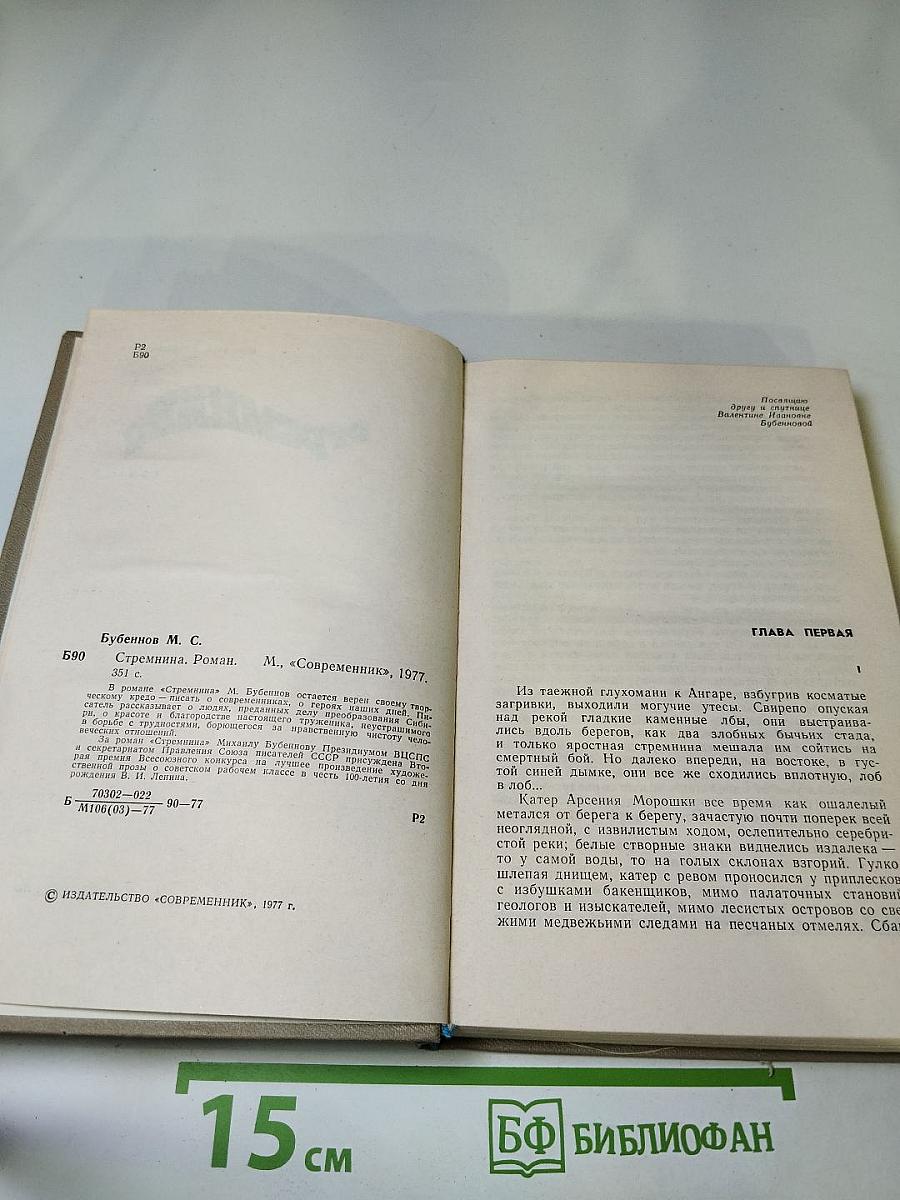 Р2
Б90
Бубеннов М. С.
Б90 Стремнина. Роман. М., «Современник», 1977.
351 с.
В романе «Стремнина» М. Бубеннов остается верен своему твор-
ческому кредо — писать о современниках, о героях наших дней. Пи-
сатель рассказывает о людях, преданных делу преобразования Сиби-
ри, о красоте и благородстве настоящего труженика, неустрашимого
в борьбе с трудностями, борющегося за нравственную чистоту чело-
веческих отношений.
За роман «Стремнина» Михаилу Бубеннову Президиумом ВЦСПС
и секретариатом Правления Союза писателей СССР присуждена Вто-
рая премия Всесоюзного конкурса на лучшее произведение художе-
ственной прозы о советском рабочем классе в честь 100-летия со дня
рождения В. И. Ленина.
Б 70302—022
М106(03)—77 90—77
Р2
© ИЗДАТЕЛЬСТВО «СОВРЕМЕННИК», 1977 г.
Посвящаю
другу и спутнице
Валентине Ивановне
Бубенновой
ГЛАВА ПЕРВАЯ
1
Из таежной глухомани к Ангаре, взбугрив косматые
загривки, выходили могучие утесы. Свирепо опуская
над рекой гладкие каменные лбы, они выстраива-
лись вдоль берегов, как два злобных бычьих стада,
и только яростная стремнина мешала им сойтись на
смертный бой. Но далеко впереди, на востоке, в гус-
той синей дымке, они все же сходились вплотную, лоб
в лоб...
Катер Арсения Морошки все время как ошалелый
метался от берега к берегу, зачастую почти поперек всей
неоглядной, с извилистым ходом, ослепительно серебри-
стой реки; белые створные знаки виднелись издалека —
то у самой воды, то на голых склонах взгорий. Гулко
шлепая днищем, катер с ревом проносился у приплесков
с избушками бакенщиков, мимо палаточных становий
геологов и изыскателей, мимо лесистых островов со све-
жими медвежьими следами на песчаных отмелях. Сба
15 см
БФ БИБЛИОФАН